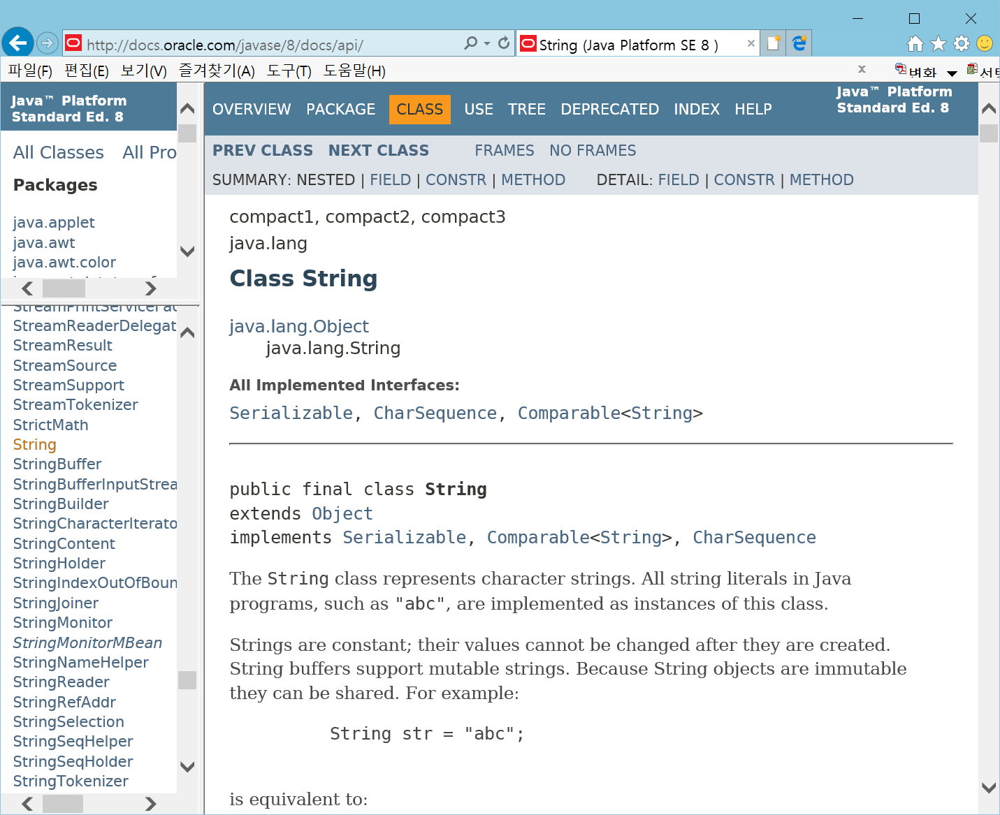 http://docs.oracle.com/javase/8/docs/api/
String (Java Platform SE 8 )
파일(F) 편집(E) 보기(V) 즐겨찾기(A) 도구(T) 도움말(H)
x 변화
Java™ Platform
Standard Ed. 8
All Classes All Pro
Packages
java.applet
java.awt
java.awt.color
StreamPrintServiceFac
StreamReaderDelegat
StreamResult
StreamSource
StreamSupport
StreamTokenizer
StrictMath
String
StringBuffer
StringBufferInputStrea
StringBuilder
StringCharacterIterato
StringContent
StringHolder
StringIndexOutOfBoun
StringJoiner
StringMonitor
StringMonitorMBean
StringNameHelper
StringReader
StringRefAddr
StringSelection
StringSeqHelper
StringSeqHolder
StringTokenizer
OVERVIEW PACKAGE CLASS USE TREE DEPRECATED INDEX HELP
Java™ Platform
Standard Ed. 8
PREV CLASS NEXT CLASS FRAMES NO FRAMES
SUMMARY: NESTED | FIELD | CONSTR | METHOD DETAIL: FIELD | CONSTR | METHOD
compact1, compact2, compact3
java.lang
Class String
java.lang.Object
java.lang.String
All Implemented Interfaces:
Serializable, CharSequence, Comparable<String>
public final class String
extends Object
implements Serializable, Comparable<String>, CharSequence
The String class represents character strings. All string literals in Java
programs, such as "abc", are implemented as instances of this class.
Strings are constant; their values cannot be changed after they are created.
String buffers support mutable strings. Because String objects are immutable
they can be shared. For example:
String str = "abc";
is equivalent to: